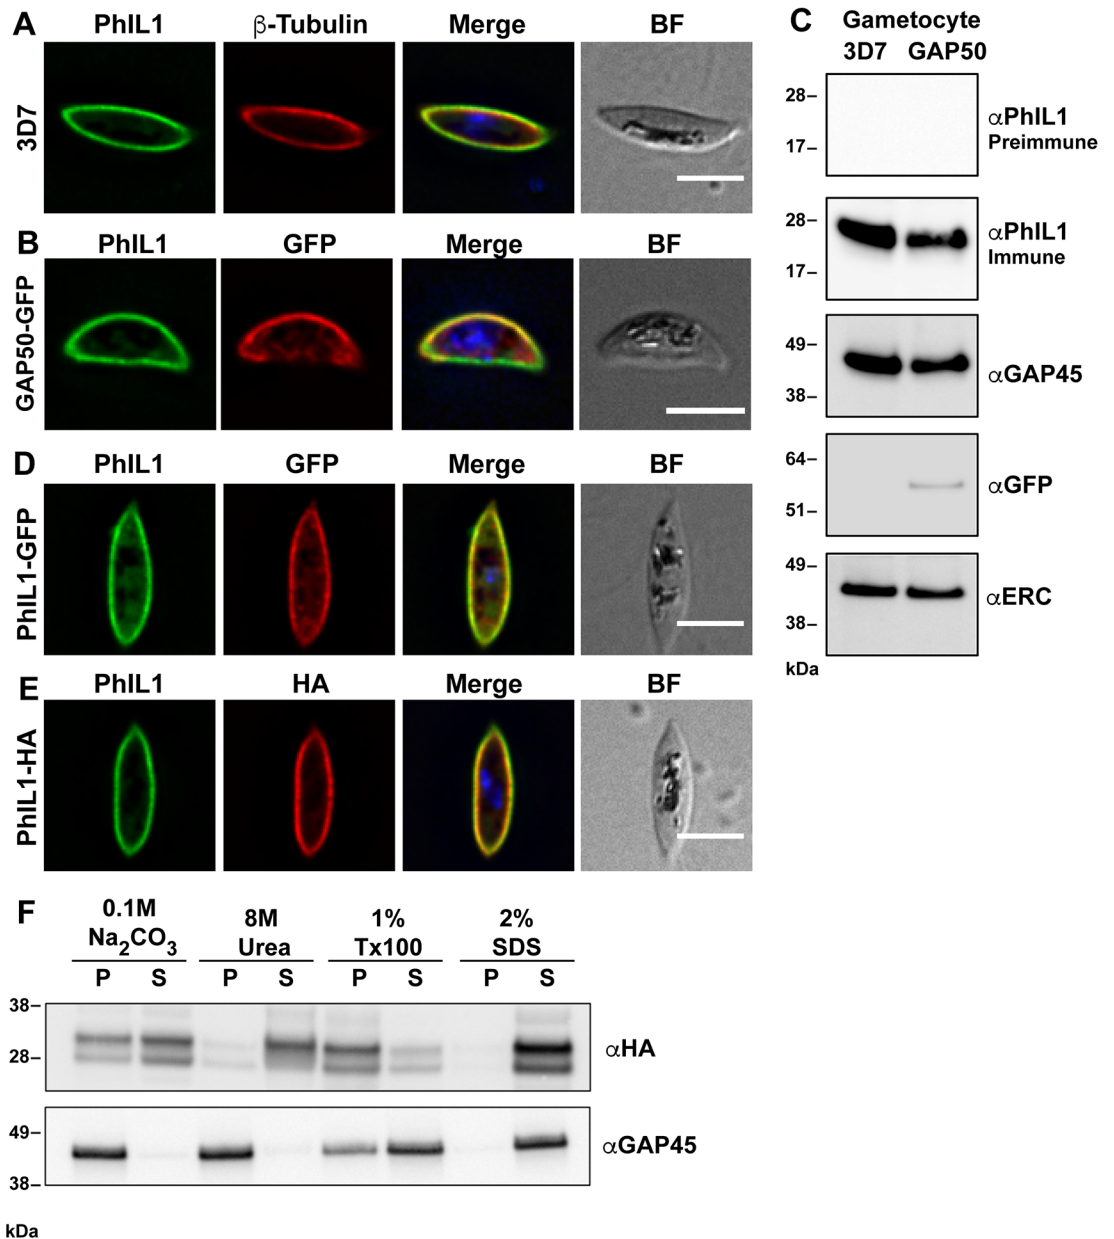 A
PhIL1 β-Tubulin Merge BF
3D7
B
PhIL1 GFP Merge BF
GAP50-GFP
C
Gametocyte
3D7 GAP50
28–
17–
αPhIL1
Preimmune
28–
17–
αPhIL1
Immune
49–
38–
αGAP45
64–
51–
αGFP
49–
38–
αERC
kDa
D
PhIL1 GFP Merge BF
PhIL1-GFP
E
PhIL1 HA Merge BF
PhIL1-HA
F
0.1M
Na2CO3
8M
Urea
1%
Tx100
2%
SDS
P S P S P S P S
38–
28–
αHA
49–
38–
αGAP45
kDa